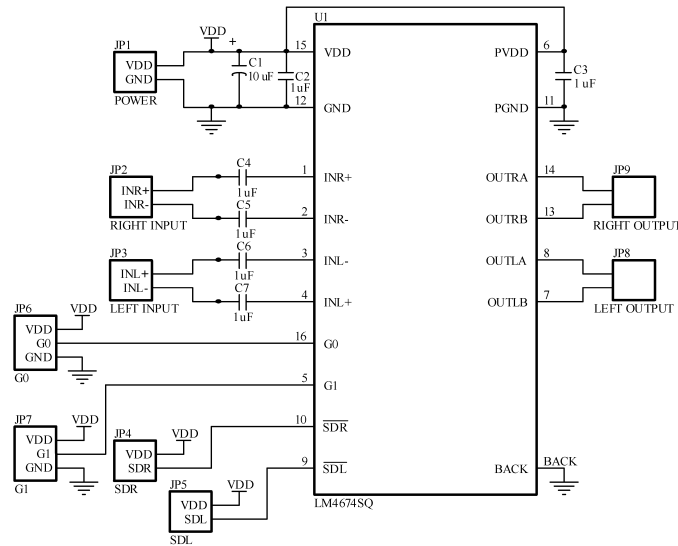 U1
JP1
VDD
GND
POWER
VDD
+
C1
10 uF
C2
1uF
15
VDD
12
GND
PVDD
6
C3
1 uF
PGND
11
JP2
INR+
INR-
RIGHT INPUT
C4
1uF
C5
1uF
1
INR+
2
INR-
OUTRA
14
OUTRB
13
JP9
RIGHT OUTPUT
JP3
INL+
INL-
LEFT INPUT
C6
1uF
C7
1uF
3
INL-
4
INL+
OUTLA
8
OUTLB
7
JP8
LEFT OUTPUT
JP6
VDD
G0
GND
G0
VDD
16
G0
5
G1
JP7
VDD
G1
GND
G1
VDD
JP4
VDD
SDR
SDR
VDD
10
SDR
JP5
VDD
SDL
SDL
VDD
9
SDL
BACK
BACK
LM4674SQ